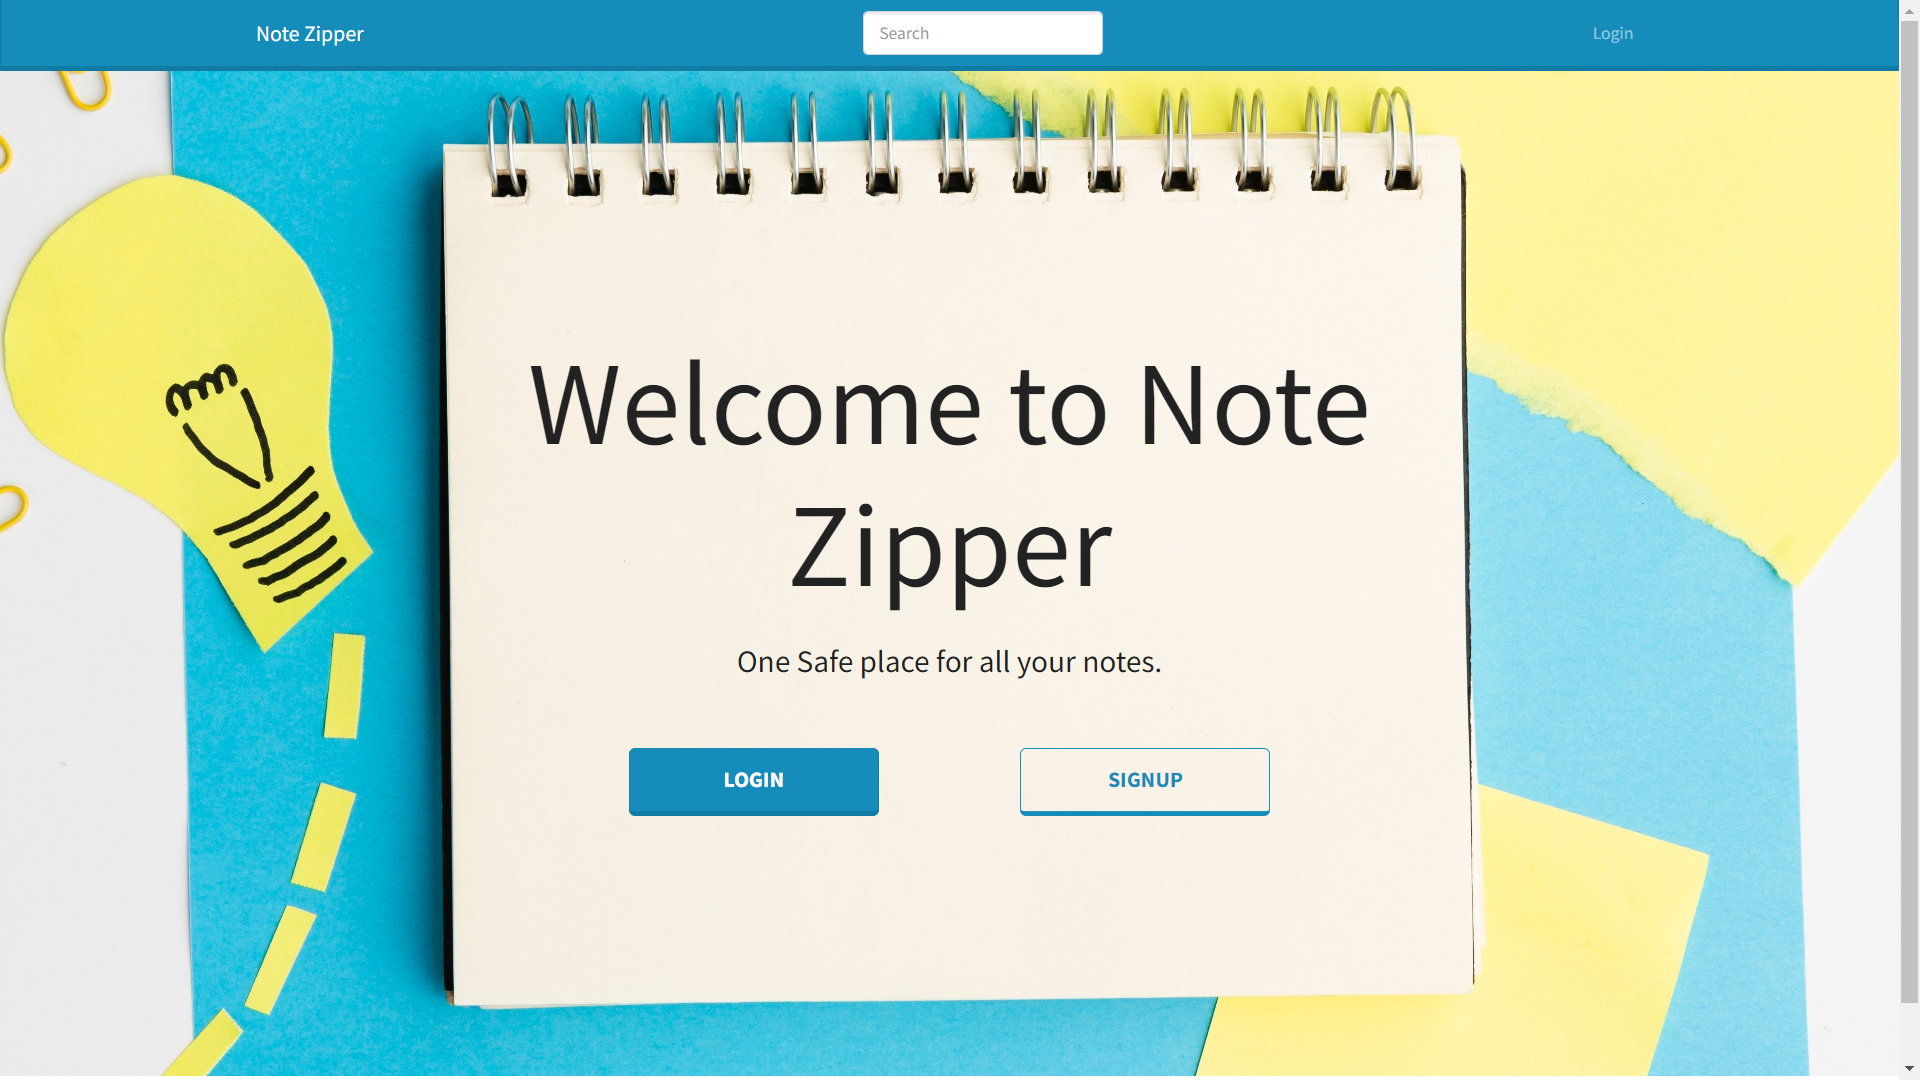 Note Zipper
Search
Login
Welcome to Note
Zipper
One Safe place for all your notes.
LOGIN
SIGNUP